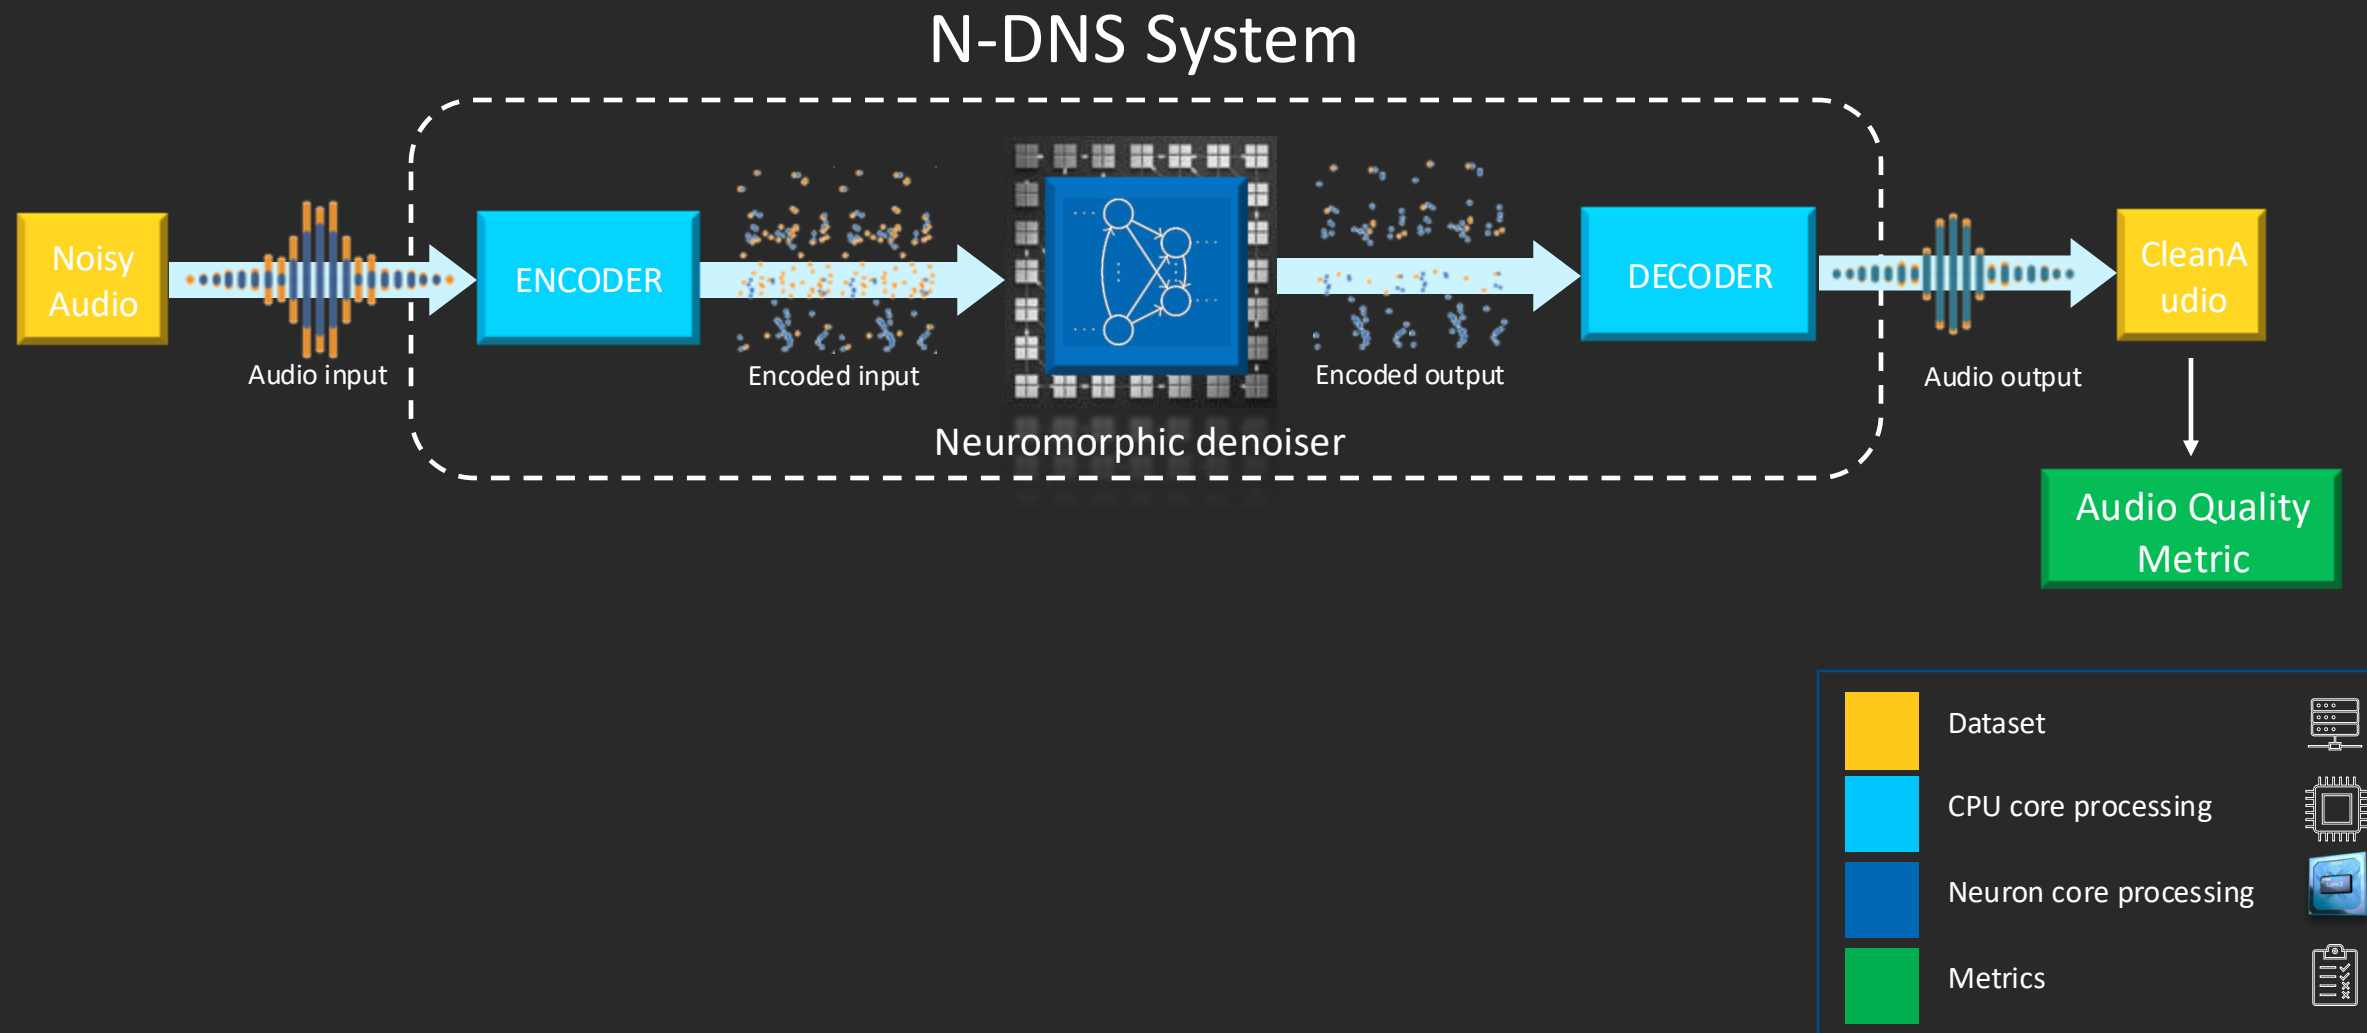 N-DNS System
Noisy
Audio
Audio input
ENCODER
Encoded input
Neuromorphic denoiser
Encoded output
DECODER
Audio output
CleanA
udio
Audio Quality
Metric
Dataset
CPU core processing
Neuron core processing
Metrics